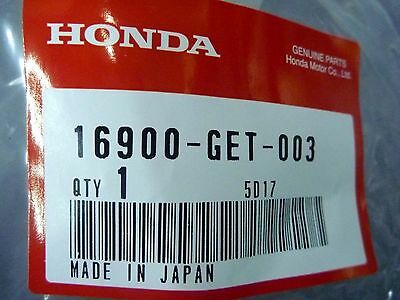 HONDA
GENUINE PARTS
Honda Motor Co., Ltd.
16900-GET-003
QTY 1 5D17
MADE IN JAPAN